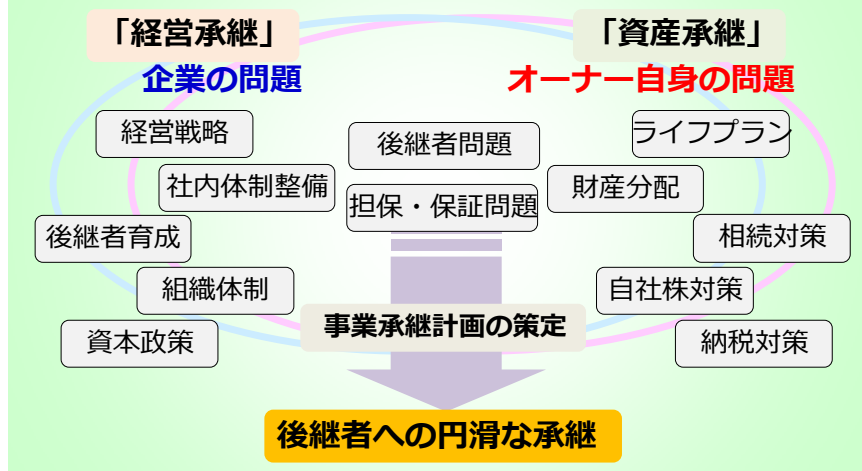 「経営承継」
企業の問題
「資産承継」
オーナー自身の問題
経営戦略
社内体制整備
後継者育成
組織体制
資本政策
後継者問題
担保・保証問題
ライフプラン
財産分配
相続対策
自社株対策
納税対策
事業承継計画の策定
後継者への円滑な承継